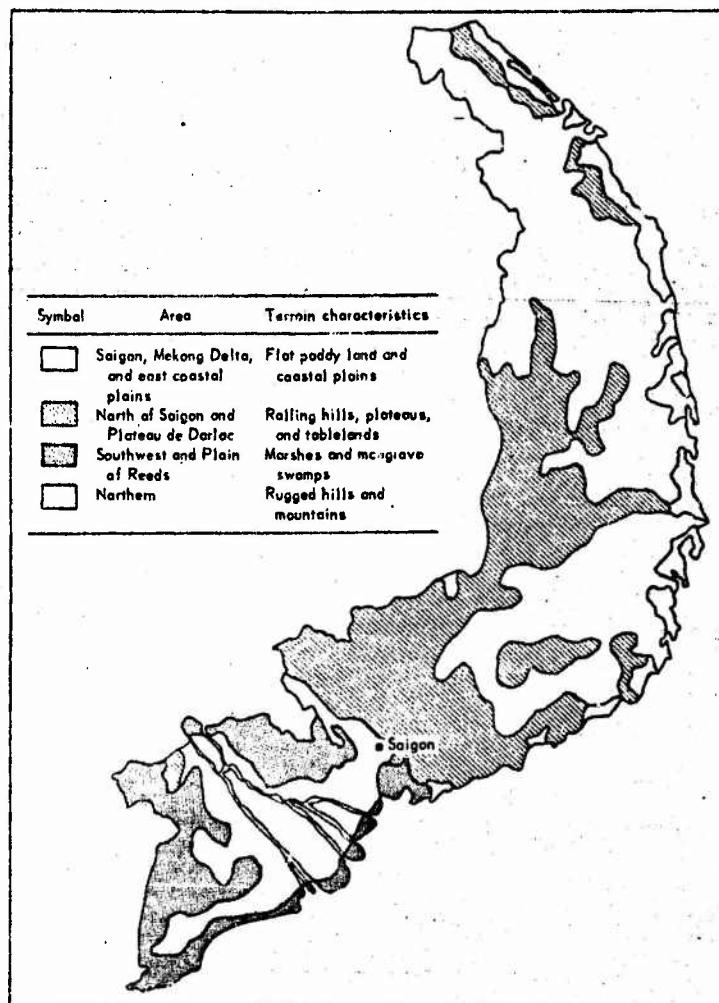 Symbol Area Terrain characteristics
Saigon, Mekong Delta, Flat paddy land and
and east coastal coastal plains
plains
North of Saigon and Rolling hills, plateaus,
Plateau de Darlac and tablelands
Southwest and Plain Marshes and mangrave
of Reeds swamps
Northern Rugged hills and
mountains
Saigon